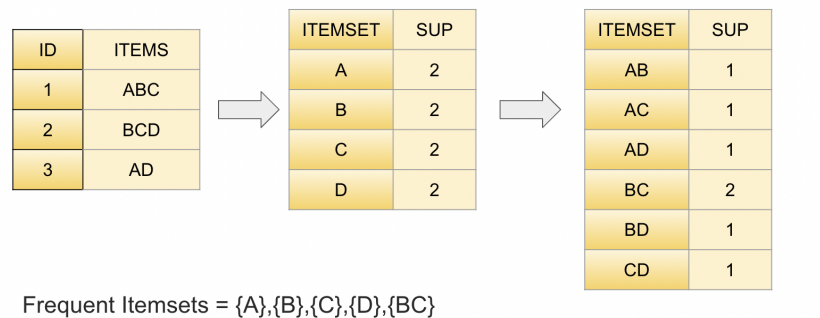 ID ITEMS
1 ABC
2 BCD
3 AD
ITEMSET SUP
A 2
B 2
C 2
D 2
ITEMSET SUP
AB 1
AC 1
AD 1
BC 2
BD 1
CD 1
Frequent Itemsets = {A},{B},{C},{D},{BC}